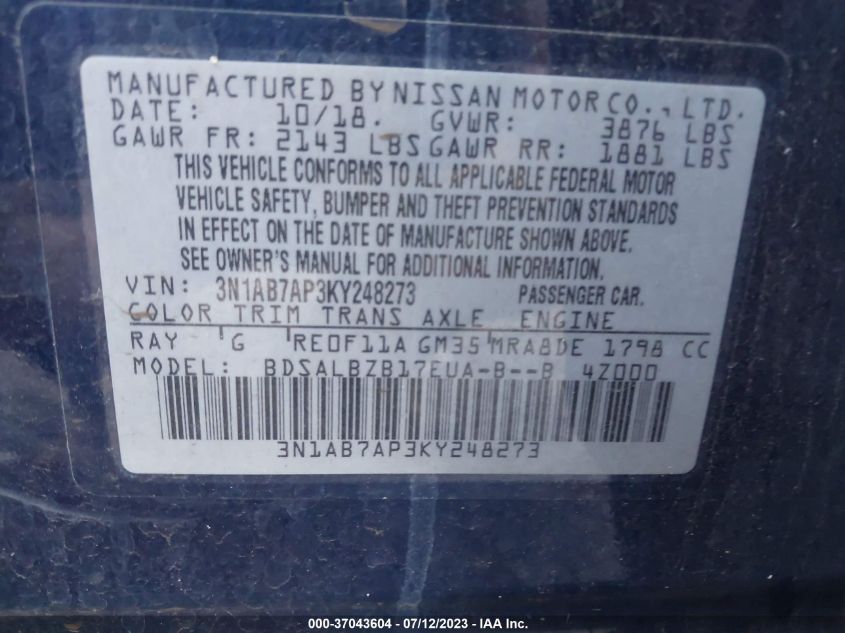 MANUFACTURED BY NISSAN MOTOR CO., LTD.
DATE: 10/18. GVWR: 3876 LBS
GAWR FR: 2143 LBS GAWR RR: 1881 LBS
THIS VEHICLE CONFORMS TO ALL APPLICABLE FEDERAL MOTOR
VEHICLE SAFETY, BUMPER AND THEFT PREVENTION STANDARDS
IN EFFECT ON THE DATE OF MANUFACTURE SHOWN ABOVE.
SEE OWNER'S MANUAL FOR ADDITIONAL INFORMATION.
VIN: 3N1AB7AP3KY248273 PASSENGER CAR.
COLOR TRIM TRANS AXLE ENGINE
RAY G RE0F11A GM35 MRA8DE 1798 CC
MODEL: BDSALBZB17EUA-B--B 4Z000
3N1AB7AP3KY248273
000-37043604 / 07/12/2023 - IAA Inc.